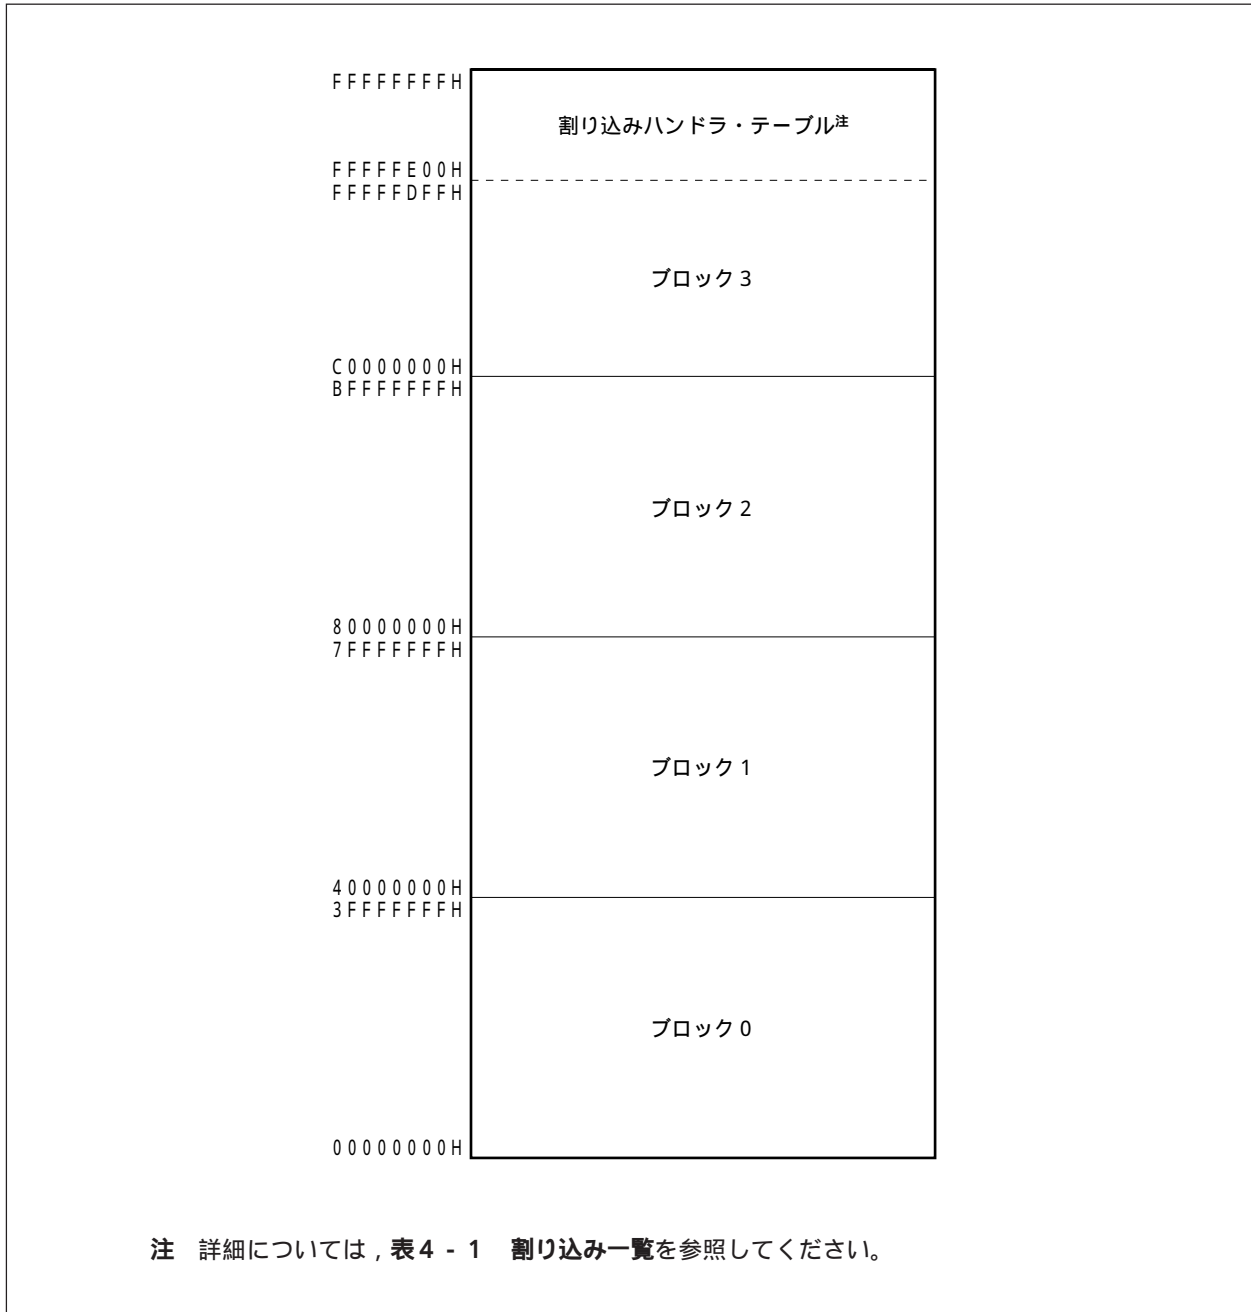 FFFFFFFFH
割り込みハンドラ・テーブル注
FFFFFE00H
FFFFFDFFH
ブロック 3
C0000000H
BFFFFFFFH
ブロック 2
80000000H
7FFFFFFFH
ブロック 1
40000000H
3FFFFFFFH
ブロック 0
00000000H
注　詳細については , 表4 - 1　割り込み一覧を参照してください。